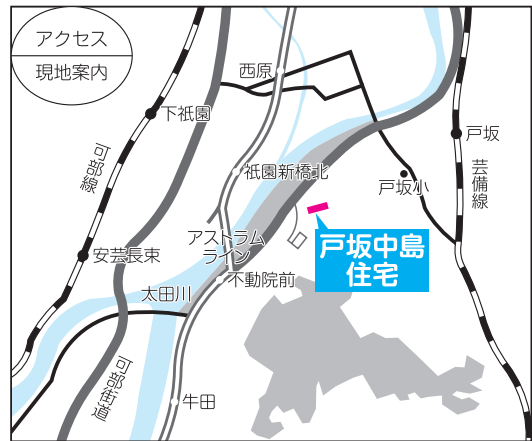 アクセス
現地案内
西原
下祇園
戸坂
可部線
祇園新橋北
戸坂小
芸備線
アストラム
ライン
戸坂中島
住宅
安芸長束
不動院前
太田川
可部街道
牛田